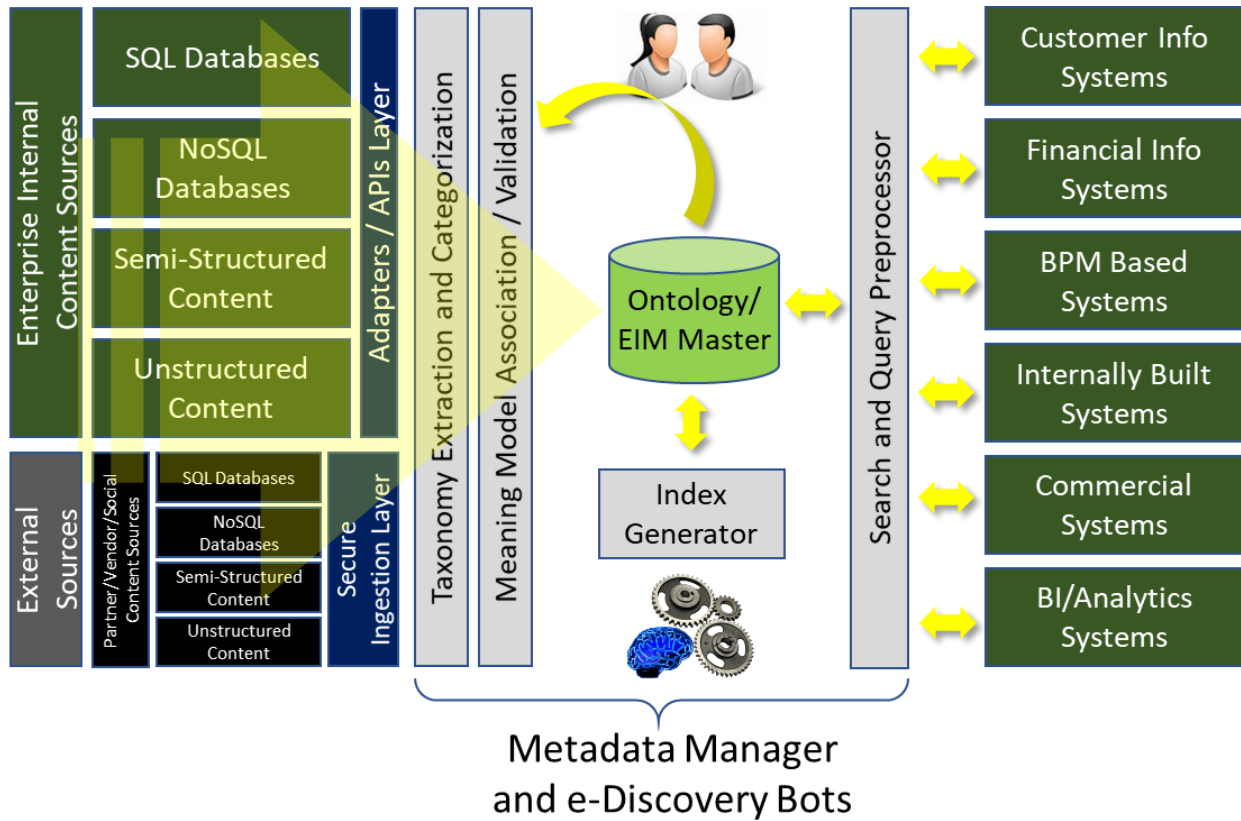 Enterprise Internal
Content Sources
SQL Databases
NoSQL
Databases
Semi-Structured
Content
Unstructured
Content
Adapters / APIs Layer
External
Sources
Partner/Vendor/Social
Content Sources
SQL Databases
NoSQL
Databases
Semi-Structured
Content
Unstructured
Content
Secure
Ingestion Layer
Taxonomy Extraction and Categorization
Meaning Model Association / Validation
Ontology/
EIM Master
Index
Generator
Search and Query Preprocessor
Customer Info
Systems
Financial Info
Systems
BPM Based
Systems
Internally Built
Systems
Commercial
Systems
BI/Analytics
Systems
Metadata Manager
and e-Discovery Bots